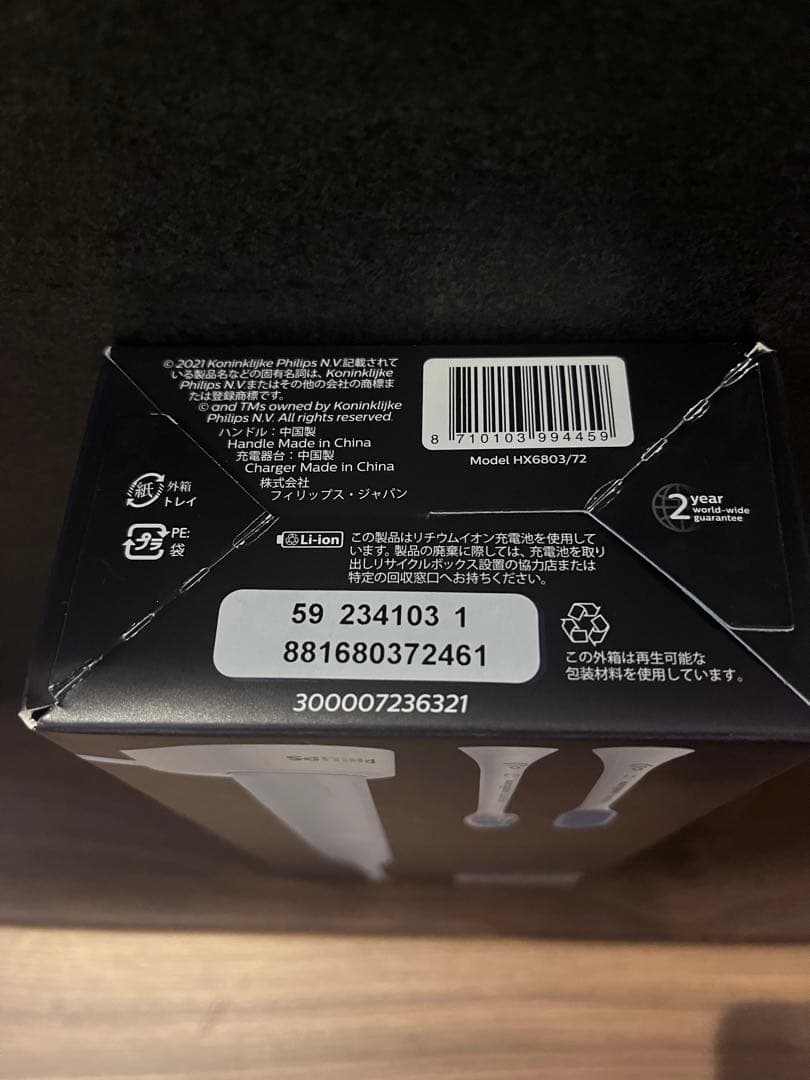 © 2021 Koninklijke Philips N.V.記載されて
いる製品名などの固有名詞は、Koninklijke
Philips N.V.またはその他の会社の商標ま
たは登録商標です。
© and TMs owned by Koninklijke
Philips N.V. All rights reserved.
ハンドル：中国製
Handle Made in China
充電器台：中国製
Charger Made in China
株式会社
フィリップス・ジャパン
8 710103 994459
Model HX6803/72
紙 外箱
トレイ
プラ PE:
袋
2 year
world-wide
guarantee
Li-ion
この製品はリチウムイオン充電池を使用して
います。製品の廃棄に際しては、充電池を取り
出しリサイクルボックス設置の協力店または
特定の回収窓口へお持ちください。
59 234103 1
881680372461
300007236321
この外箱は再生可能な
包装材料を使用しています。
PHILIPS